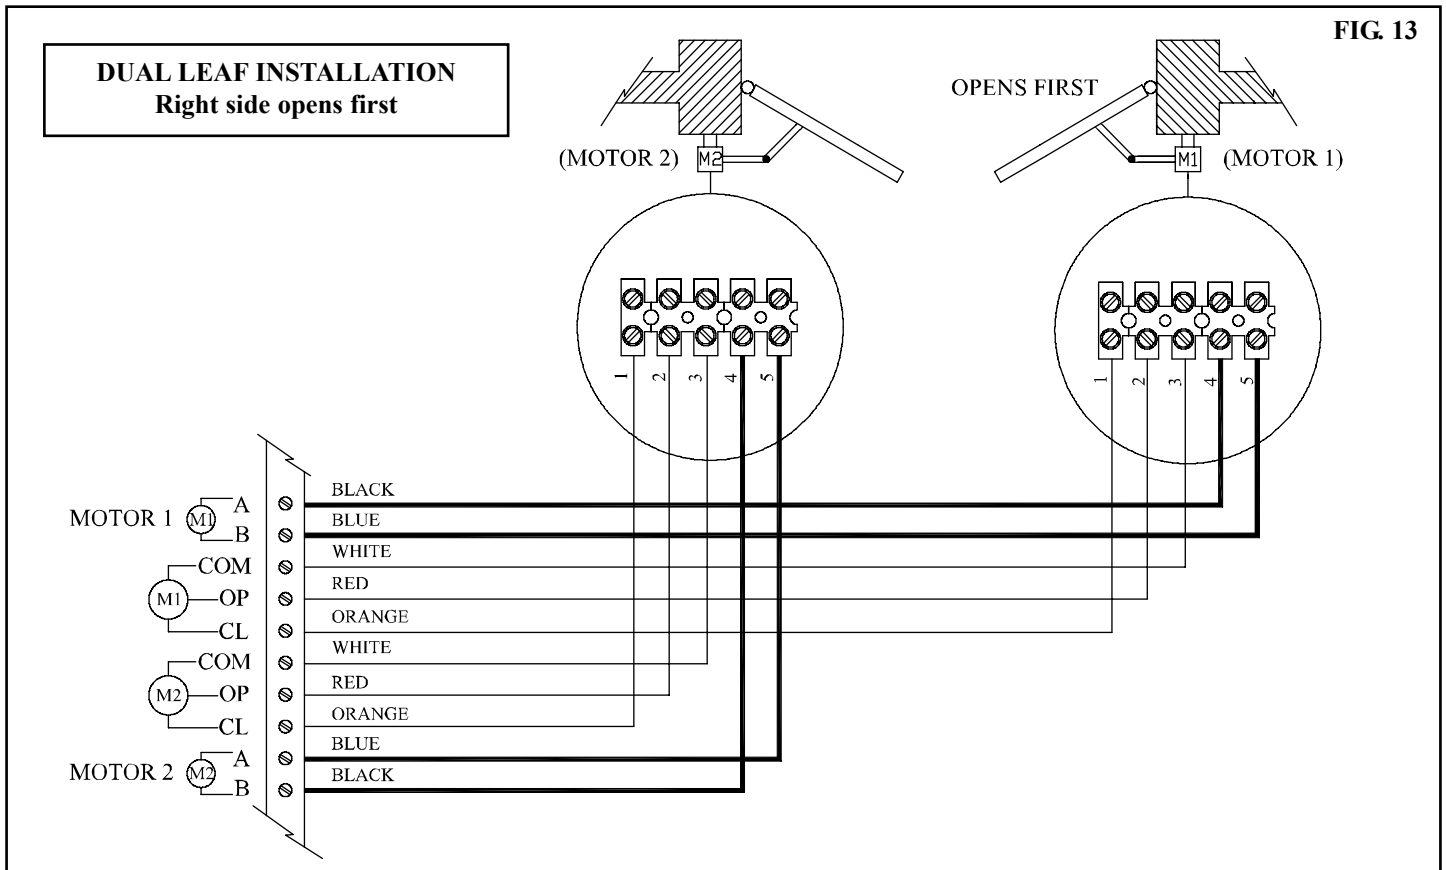 FIG. 13
DUAL LEAF INSTALLATION
Right side opens first
OPENS FIRST
(MOTOR 2)
M2
M1
(MOTOR 1)
1
2
3
4
5
1
2
3
4
5
MOTOR 1
M1
A
B
BLACK
BLUE
M1
COM
OP
CL
WHITE
RED
ORANGE
M2
COM
OP
CL
WHITE
RED
ORANGE
MOTOR 2
M2
A
B
BLUE
BLACK